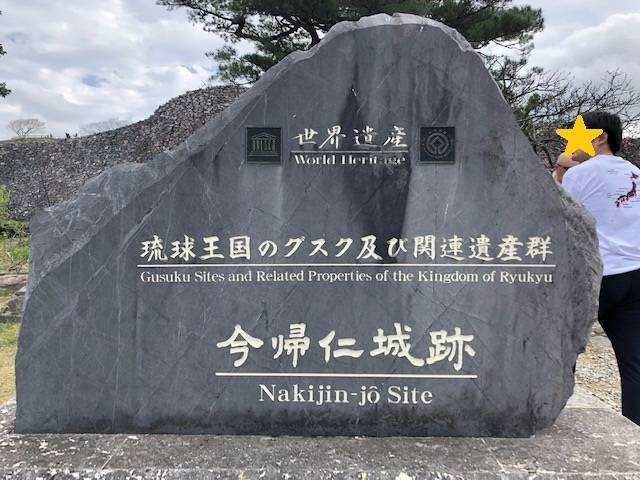 世界遺産
World Heritage
琉球王国のグスク及び関連遺産群
Gusuku Sites and Related Properties of the Kingdom of Ryukyu
今帰仁城跡
Nakijin-jô Site